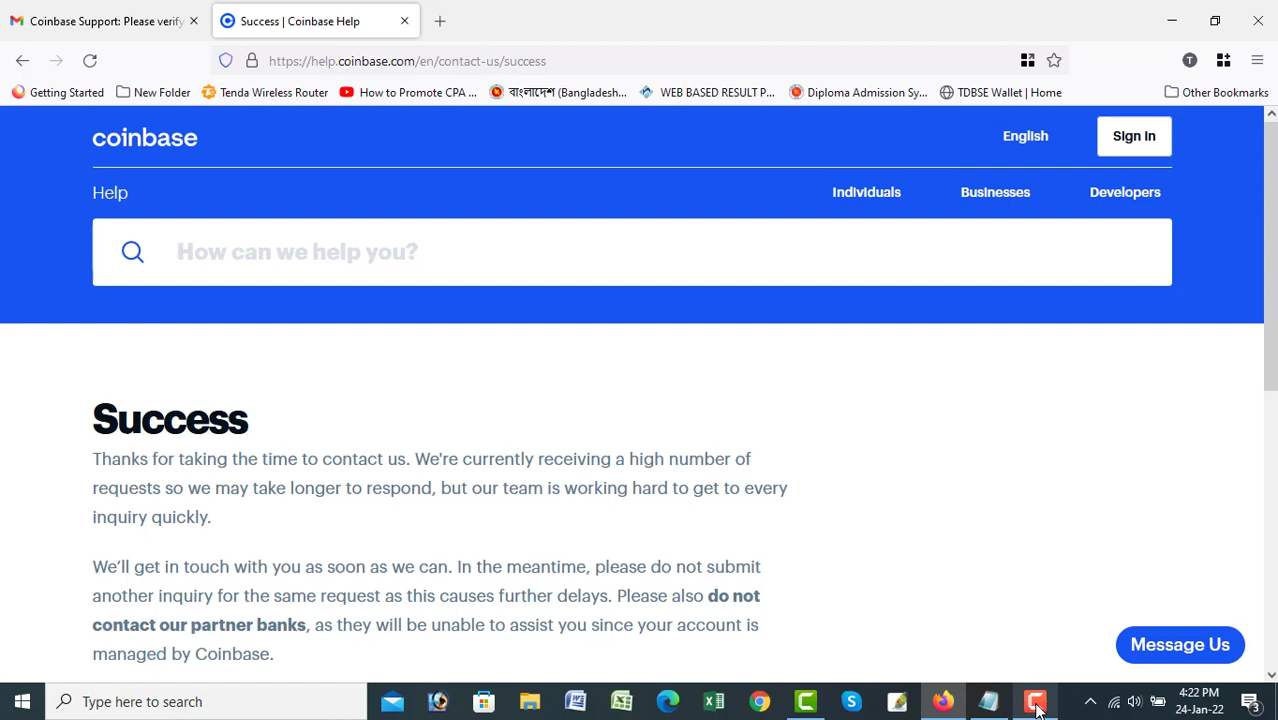 Coinbase Support: Please verify
Success | Coinbase Help
https://help.coinbase.com/en/contact-us/success
T
Getting Started
New Folder
Tenda Wireless Router
How to Promote CPA ...
বাংলাদেশ (Bangladesh...
WEB BASED RESULT P...
Diploma Admission Sy...
TDBSE Wallet | Home
Other Bookmarks
coinbase
English
Sign in
Help
Individuals
Businesses
Developers
How can we help you?
Success
Thanks for taking the time to contact us. We're currently receiving a high number of
requests so we may take longer to respond, but our team is working hard to get to every
inquiry quickly.
We'll get in touch with you as soon as we can. In the meantime, please do not submit
another inquiry for the same request as this causes further delays. Please also do not
contact our partner banks, as they will be unable to assist you since your account is
managed by Coinbase.
Message Us
Type here to search
4:22 PM
24-Jan-22
3